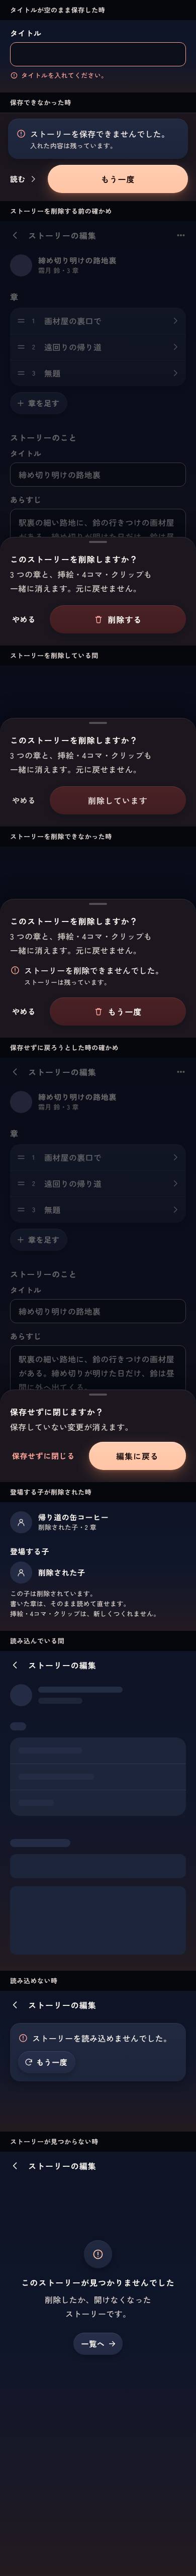 タイトルが空のまま保存した時
タイトル
タイトルを入れてください。
保存できなかった時
ストーリーを保存できませんでした。
入れた内容は残っています。
読む
もう一度
ストーリーを削除する前の確かめ
ストーリーの編集
締め切り明けの路地裏
霜月 鈴・3 章
章
1 画材屋の裏口で
2 遠回りの帰り道
3 無題
章を足す
ストーリーのこと
タイトル
締め切り明けの路地裏
あらすじ
駅裏の細い路地に、鈴の行きつけの画材屋
このストーリーを削除しますか？
3 つの章と、挿絵・4コマ・クリップも
一緒に消えます。元に戻せません。
やめる
削除する
ストーリーを削除している間
このストーリーを削除しますか？
3 つの章と、挿絵・4コマ・クリップも
一緒に消えます。元に戻せません。
やめる
削除しています
ストーリーを削除できなかった時
このストーリーを削除しますか？
3 つの章と、挿絵・4コマ・クリップも
一緒に消えます。元に戻せません。
ストーリーを削除できませんでした。
ストーリーは残っています。
やめる
もう一度
保存せずに戻ろうとした時の確かめ
ストーリーの編集
締め切り明けの路地裏
霜月 鈴・3 章
章
1 画材屋の裏口で
2 遠回りの帰り道
3 無題
章を足す
ストーリーのこと
タイトル
締め切り明けの路地裏
あらすじ
駅裏の細い路地に、鈴の行きつけの画材屋
がある。締め切りが明けた日だけ、鈴は昼
保存せずに閉じますか？
保存していない変更が消えます。
保存せずに閉じる
編集に戻る
登場する子が削除された時
帰り道の缶コーヒー
削除された子・2 章
登場する子
削除された子
この子は削除されています。
書いた章は、そのまま読めて直せます。
挿絵・4コマ・クリップは、新しくつくれません。
読み込んでいる間
ストーリーの編集
読み込めない時
ストーリーの編集
ストーリーを読み込めませんでした。
もう一度
ストーリーが見つからない時
ストーリーの編集
このストーリーが見つかりませんでした
削除したか、開けなくなった
ストーリーです。
一覧へ